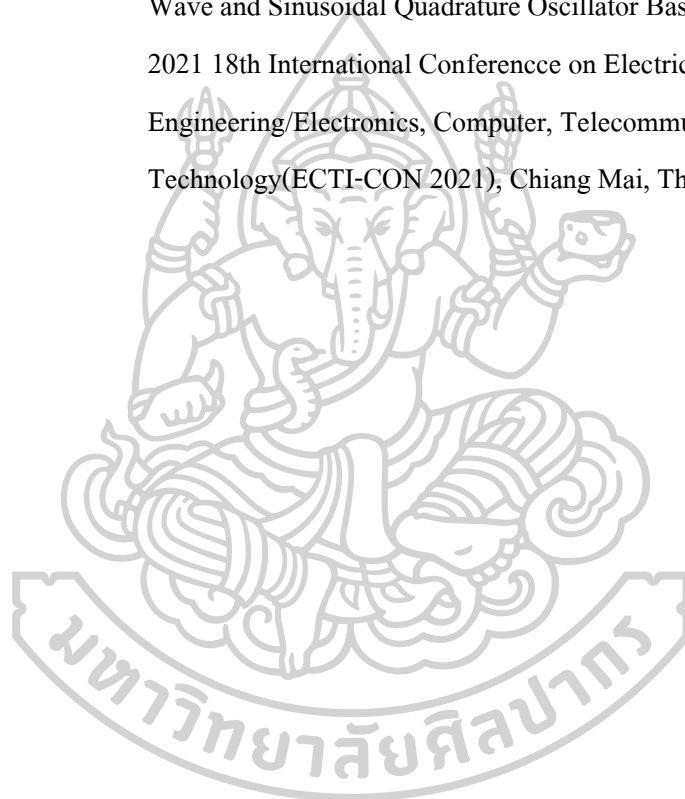 Wave and Sinusoidal Quadrature Oscillator Bas
2021 18th International Conferencce on Electric
Engineering/Electronics, Computer, Telecommu
Technology(ECTI-CON 2021), Chiang Mai, Th
มหาวิทยาลัยศิลปากร